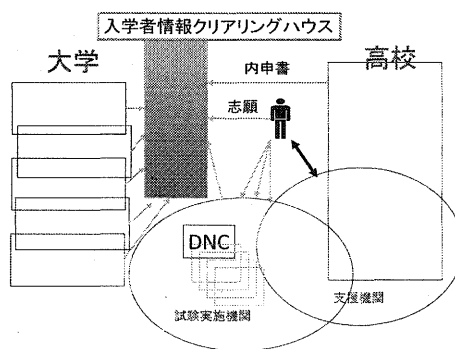 入学者情報クリアリングハウス
大学
高校
内申書
志願
DNC
支援機関
試験実施機関